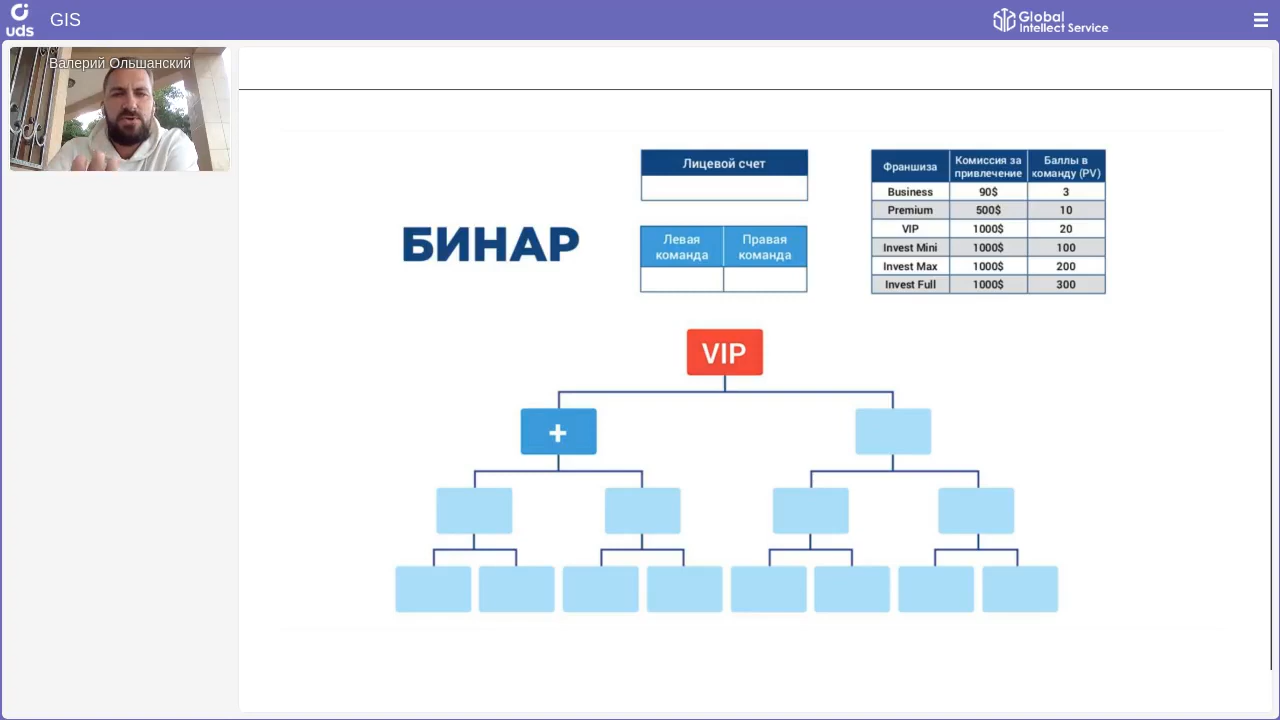 uds
GIS
Global
Intellect Service
Валерий Ольшанский
БИНАР
Лицевой счет
Левая команда
Правая команда
Франшиза Комиссия за привлечение Баллы в команду (PV)
Business 90$ 3
Premium 500$ 10
VIP 1000$ 20
Invest Mini 1000$ 100
Invest Max 1000$ 200
Invest Full 1000$ 300
VIP
+